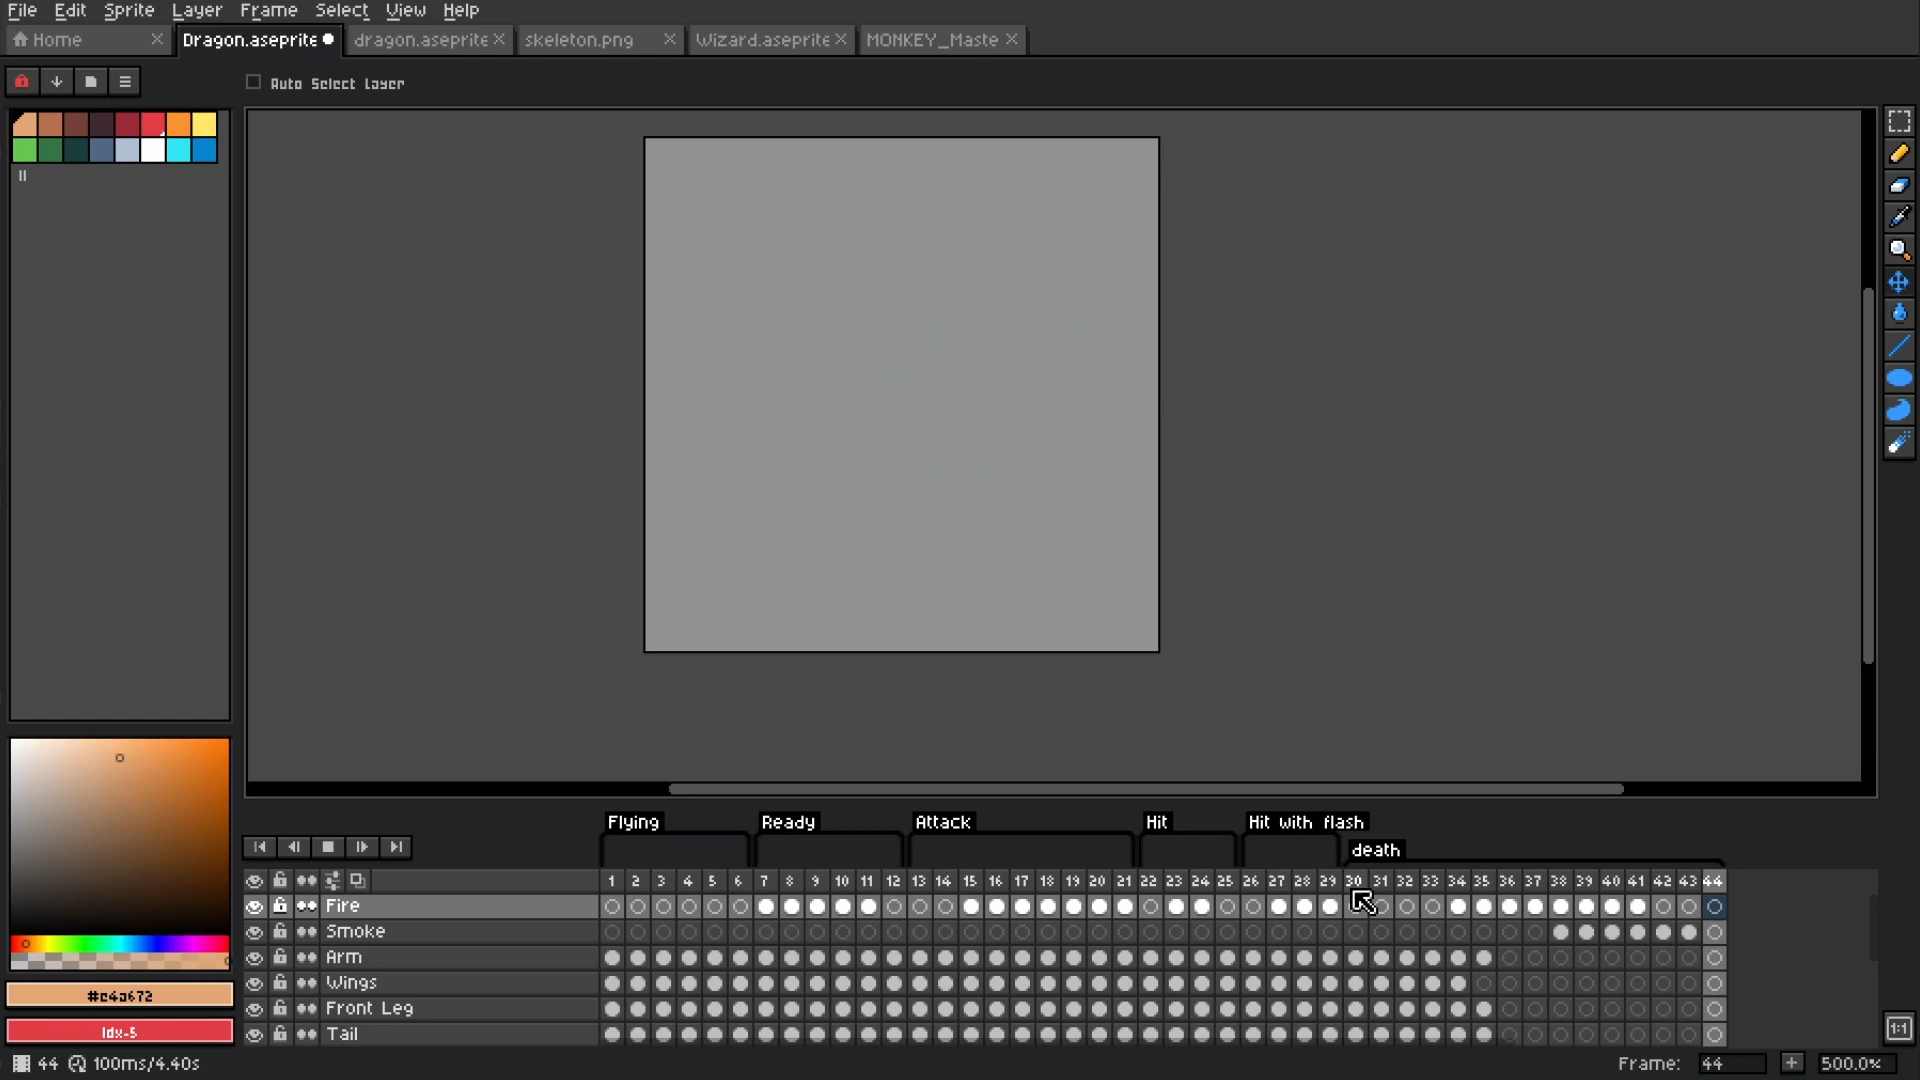 File Edit Sprite Layer Frame Select View Help
Home Dragon.aseprite dragon.aseprite skeleton.png Wizard.aseprite MONKEY_Maste
Auto Select Layer
Flying Ready Attack Hit Hit with flash
death
1 2 3 4 5 6 7 8 9 10 11 12 13 14 15 16 17 18 19 20 21 22 23 24 25 26 27 28 29 30 31 32 33 34 35 36 37 38 39 40 41 42 43 44
Fire
Smoke
Arm
Wings
#e4a672
Front Leg
Idx-5
Tail
1:1
44 100ms/4.40s Frame: 44 + 500.0%